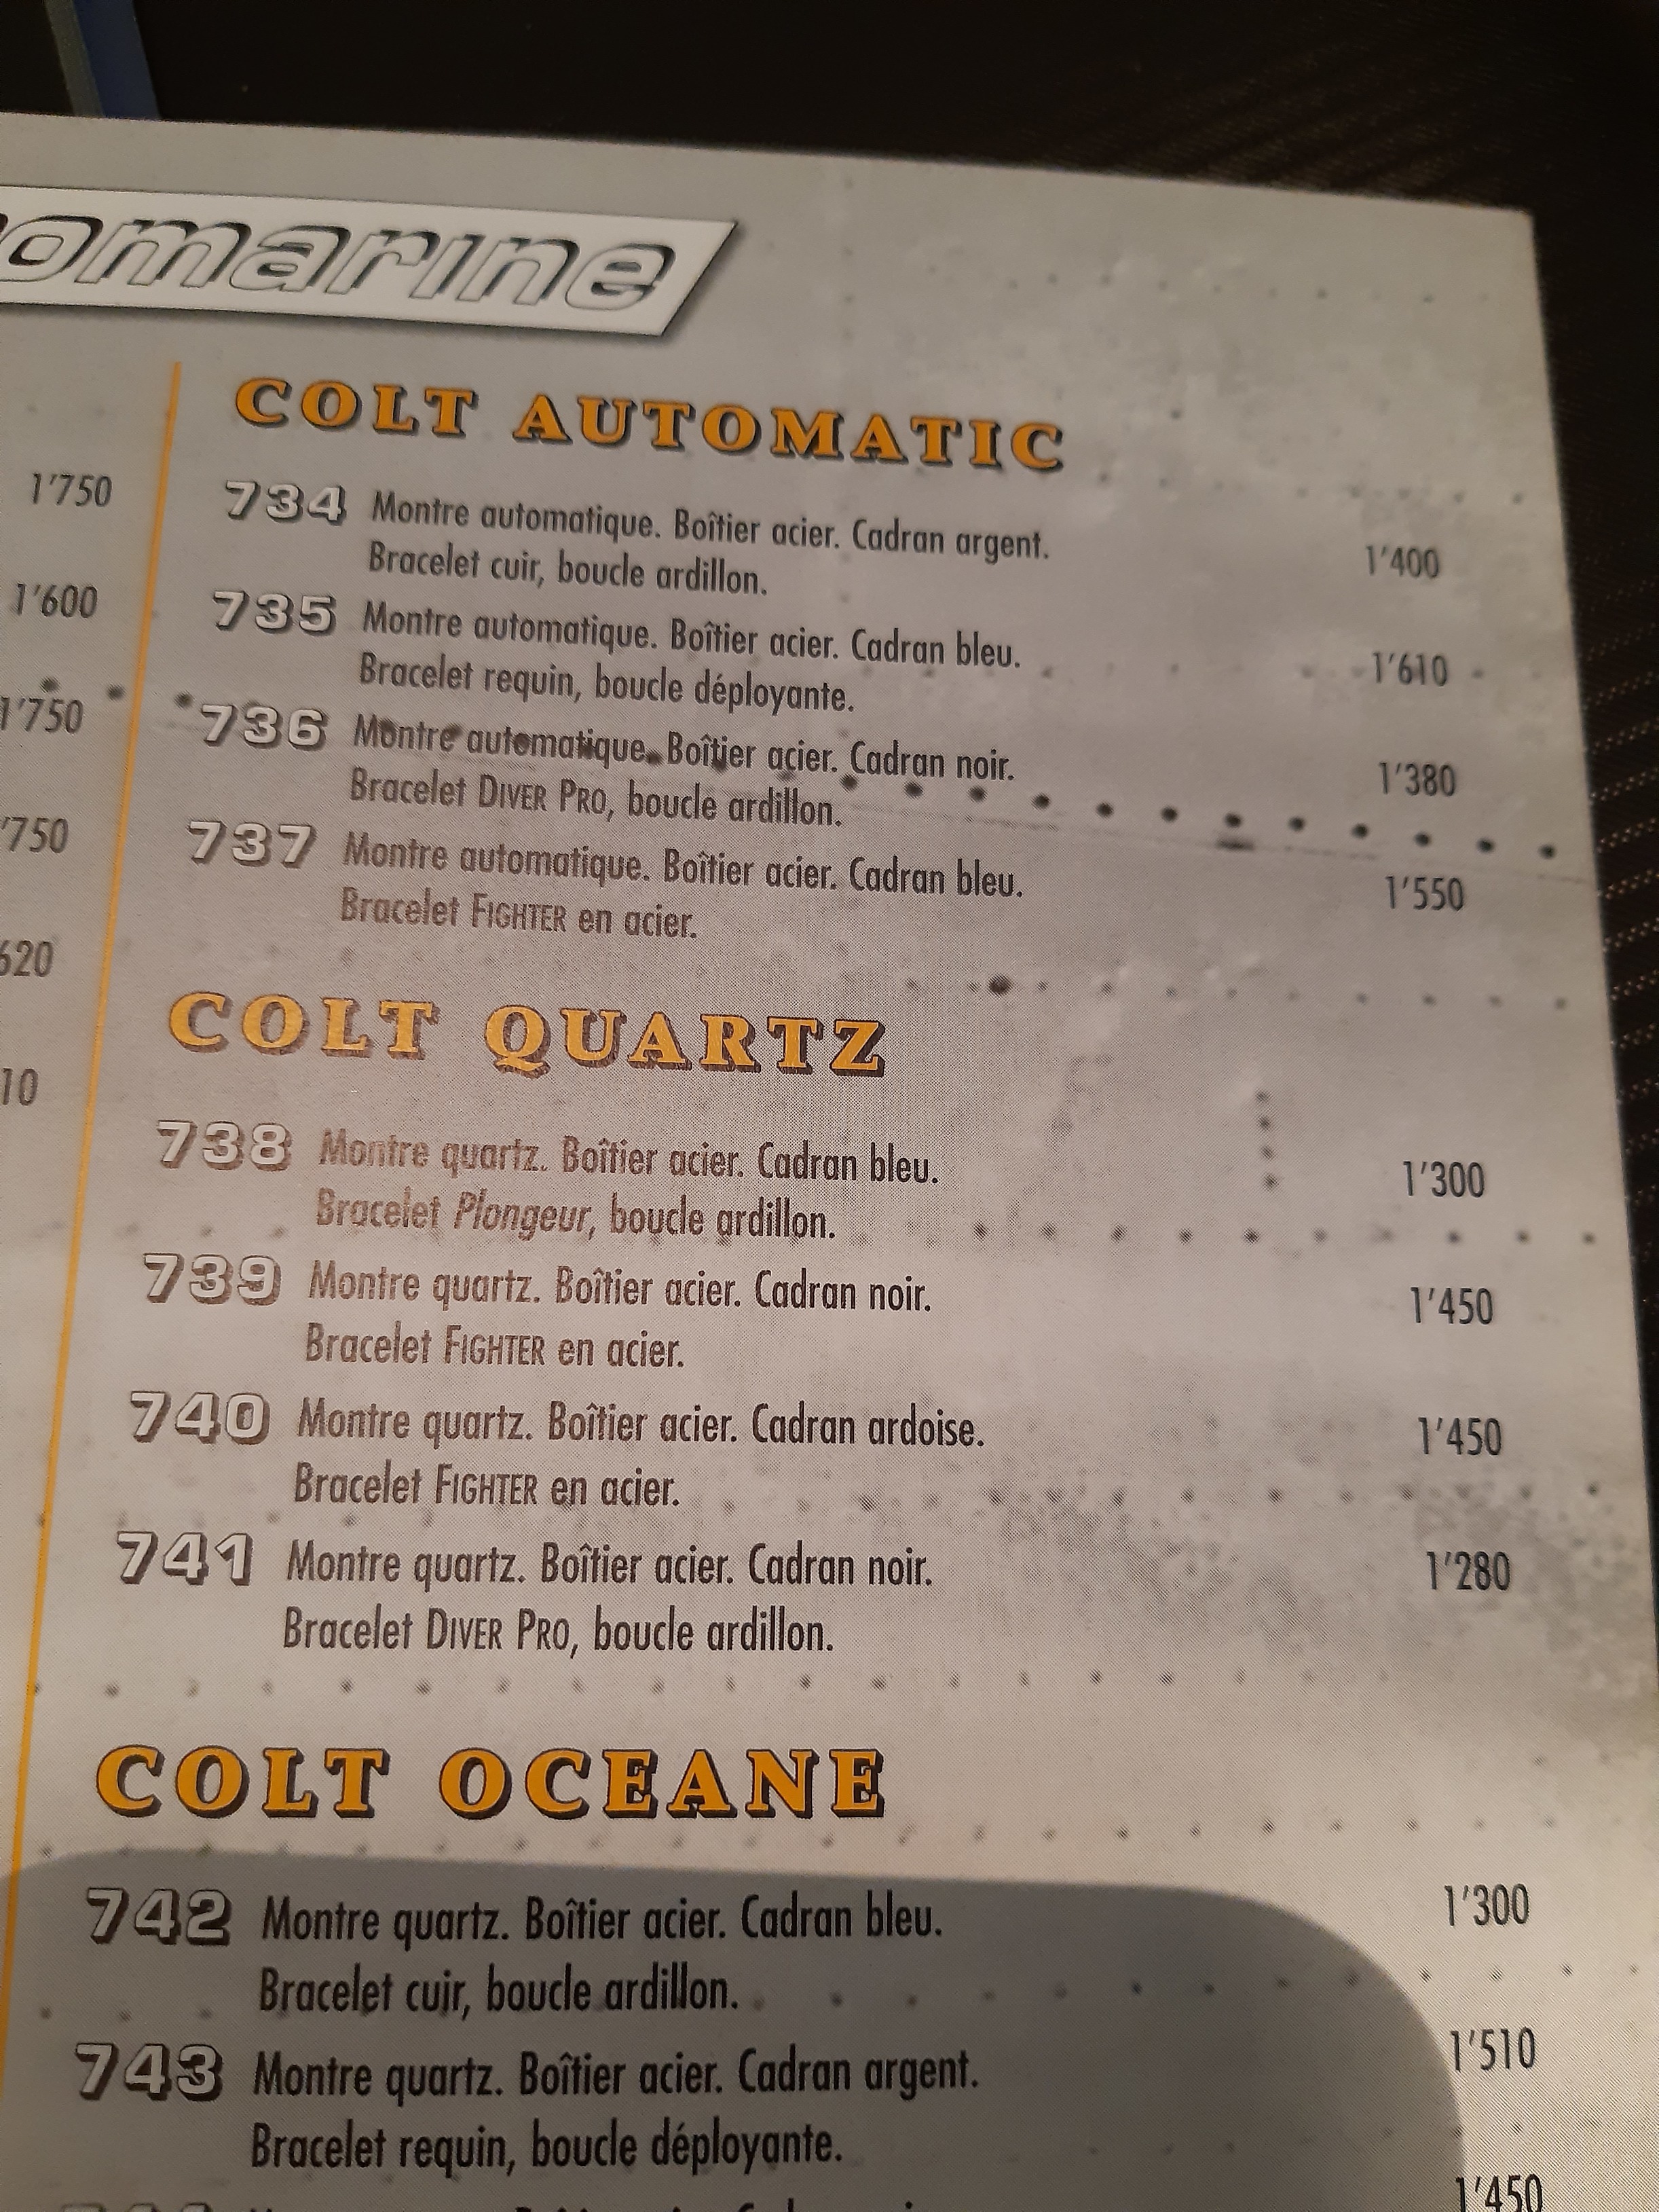 omarine
1'750
1'600
1'750
'750
620
10
COLT AUTOMATIC
734 Montre automatique. Boîtier acier. Cadran argent. 1'400
Bracelet cuir, boucle ardillon.
735 Montre automatique. Boîtier acier. Cadran bleu. 1'610
Bracelet requin, boucle déployante.
736 Montre automatique. Boîtier acier. Cadran noir. 1'380
Bracelet DIVER PRO, boucle ardillon.
737 Montre automatique. Boîtier acier. Cadran bleu. 1'550
Bracelet FIGHTER en acier.
COLT QUARTZ
738 Montre quartz. Boîtier acier. Cadran bleu. 1'300
Bracelet Plongeur, boucle ardillon.
739 Montre quartz. Boîtier acier. Cadran noir. 1'450
Bracelet FIGHTER en acier.
740 Montre quartz. Boîtier acier. Cadran ardoise. 1'450
Bracelet FIGHTER en acier.
741 Montre quartz. Boîtier acier. Cadran noir. 1'280
Bracelet DIVER PRO, boucle ardillon.
COLT OCEANE
742 Montre quartz. Boîtier acier. Cadran bleu. 1'300
Bracelet cuir, boucle ardillon.
743 Montre quartz. Boîtier acier. Cadran argent. 1'510
Bracelet requin, boucle déployante.
1'450